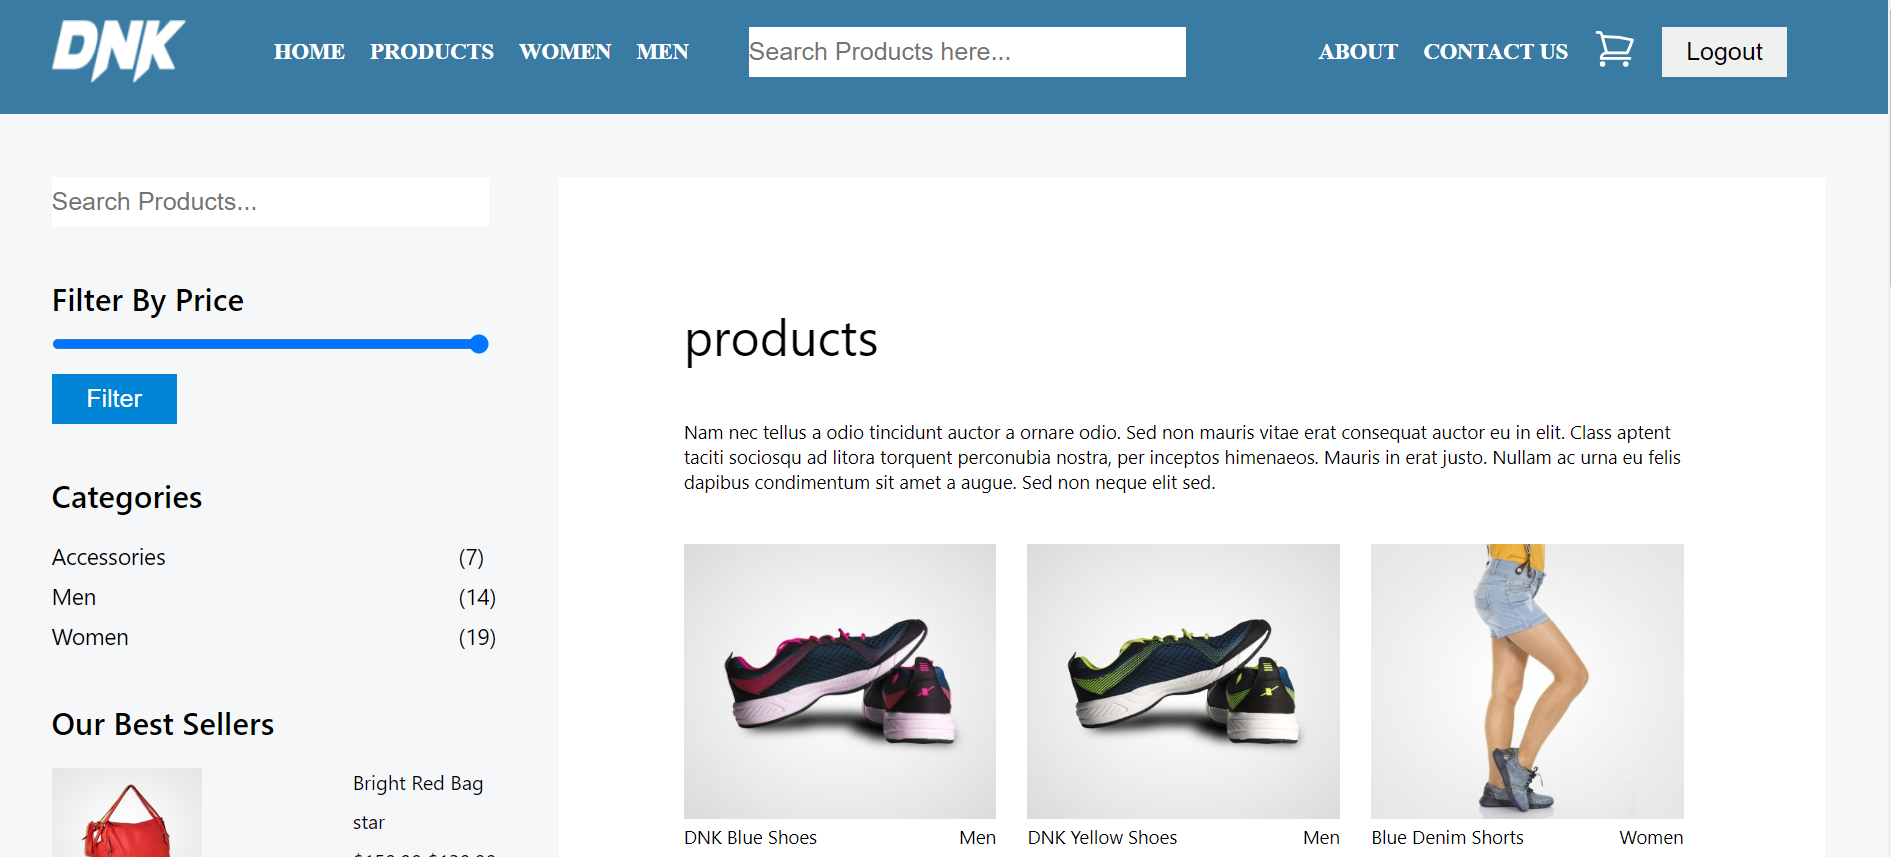 DNK
HOME PRODUCTS WOMEN MEN
Search Products here...
ABOUT CONTACT US
Logout
Search Products...
Filter By Price
Filter
Categories
Accessories (7)
Men (14)
Women (19)
Our Best Sellers
Bright Red Bag
star
$150.00 $130.00
products
Nam nec tellus a odio tincidunt auctor a ornare odio. Sed non mauris vitae erat consequat auctor eu in elit. Class aptent
taciti sociosqu ad litora torquent perconubia nostra, per inceptos himenaeos. Mauris in erat justo. Nullam ac urna eu felis
dapibus condimentum sit amet a augue. Sed non neque elit sed.
DNK Blue Shoes Men
DNK Yellow Shoes Men
Blue Denim Shorts Women